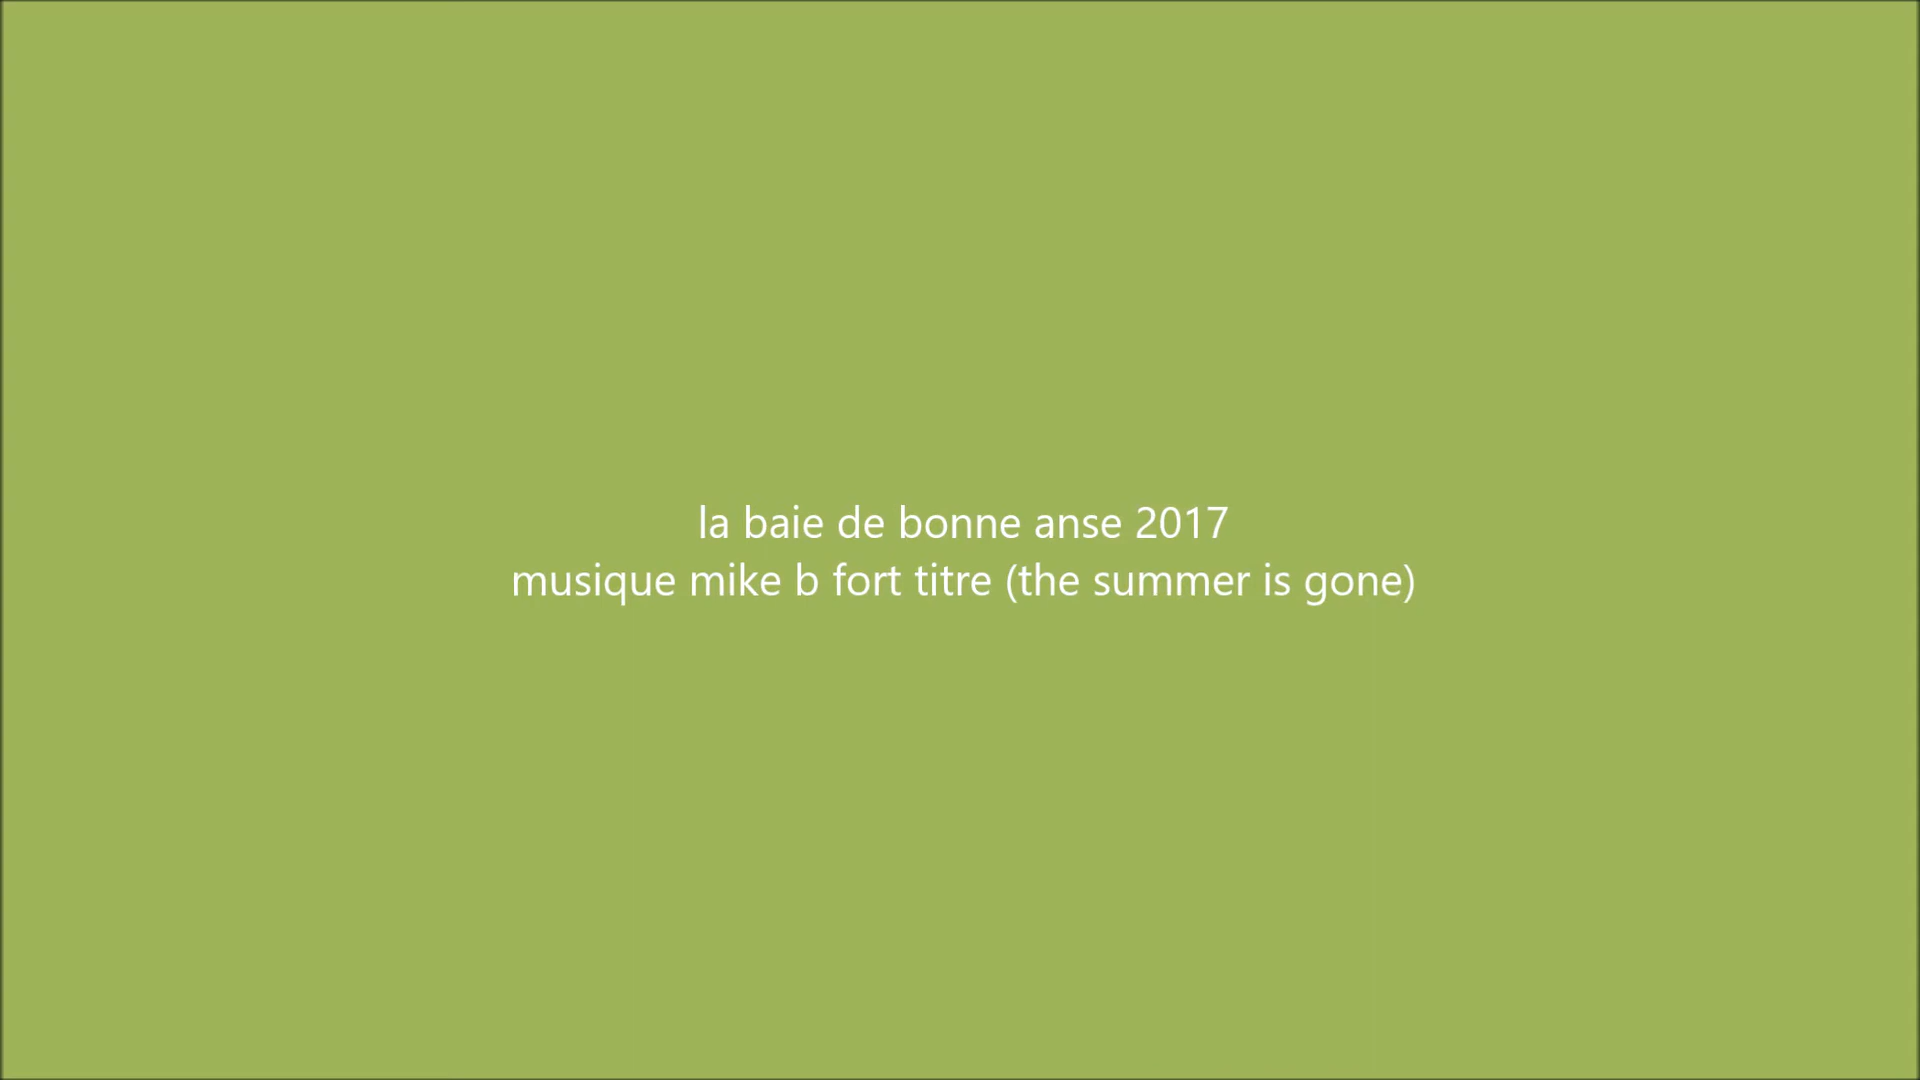 la baie de bonne anse 2017
musique mike b fort titre (the summer is gone)